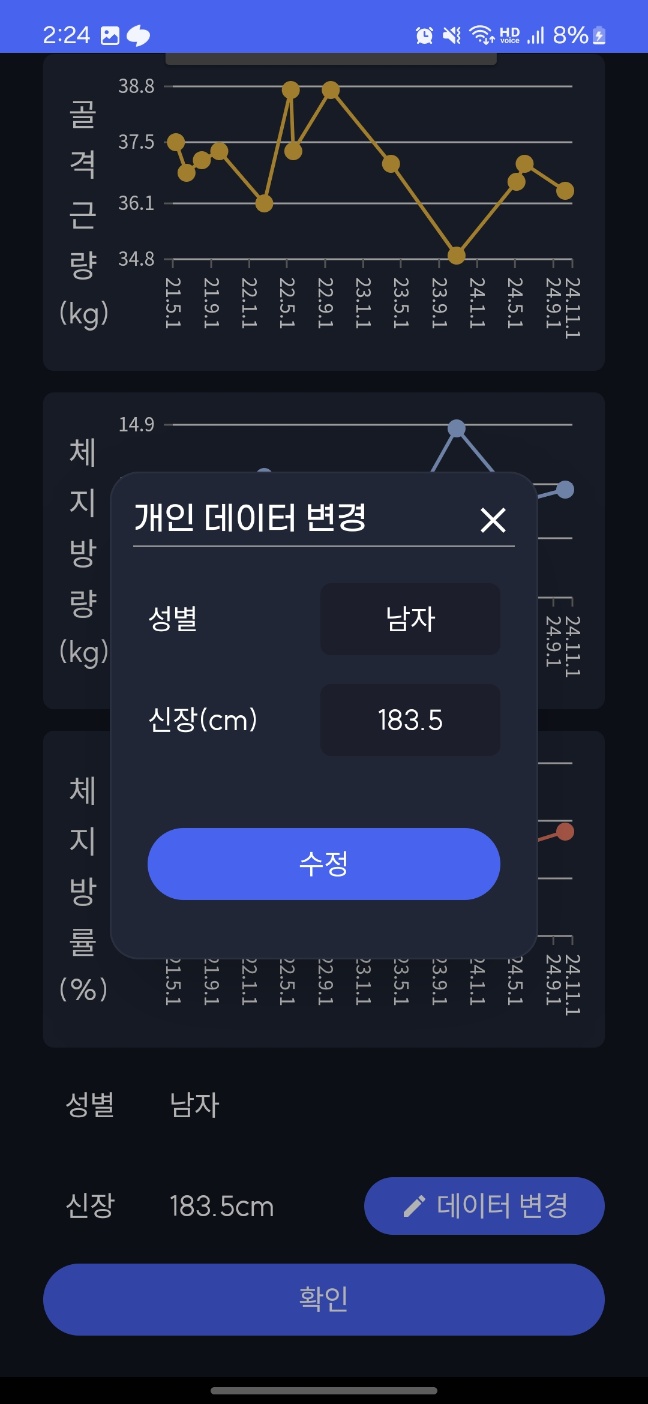 2:24 HD voice 8%
38.8
37.5
36.1
34.8
골
격
근
량
(kg)
21.5.1 21.9.1 22.1.1 22.5.1 22.9.1 23.1.1 23.5.1 23.9.1 24.1.1 24.5.1 24.9.1 24.11.1
14.9
체
지
방
량
(kg)
24.9.1 24.11.1
개인 데이터 변경
성별 남자
신장(cm) 183.5
수정
체
지
방
률
(%)
21.5.1 21.9.1 22.1.1 22.5.1 22.9.1 23.1.1 23.5.1 23.9.1 24.1.1 24.5.1 24.9.1 24.11.1
성별 남자
신장 183.5cm 데이터 변경
확인